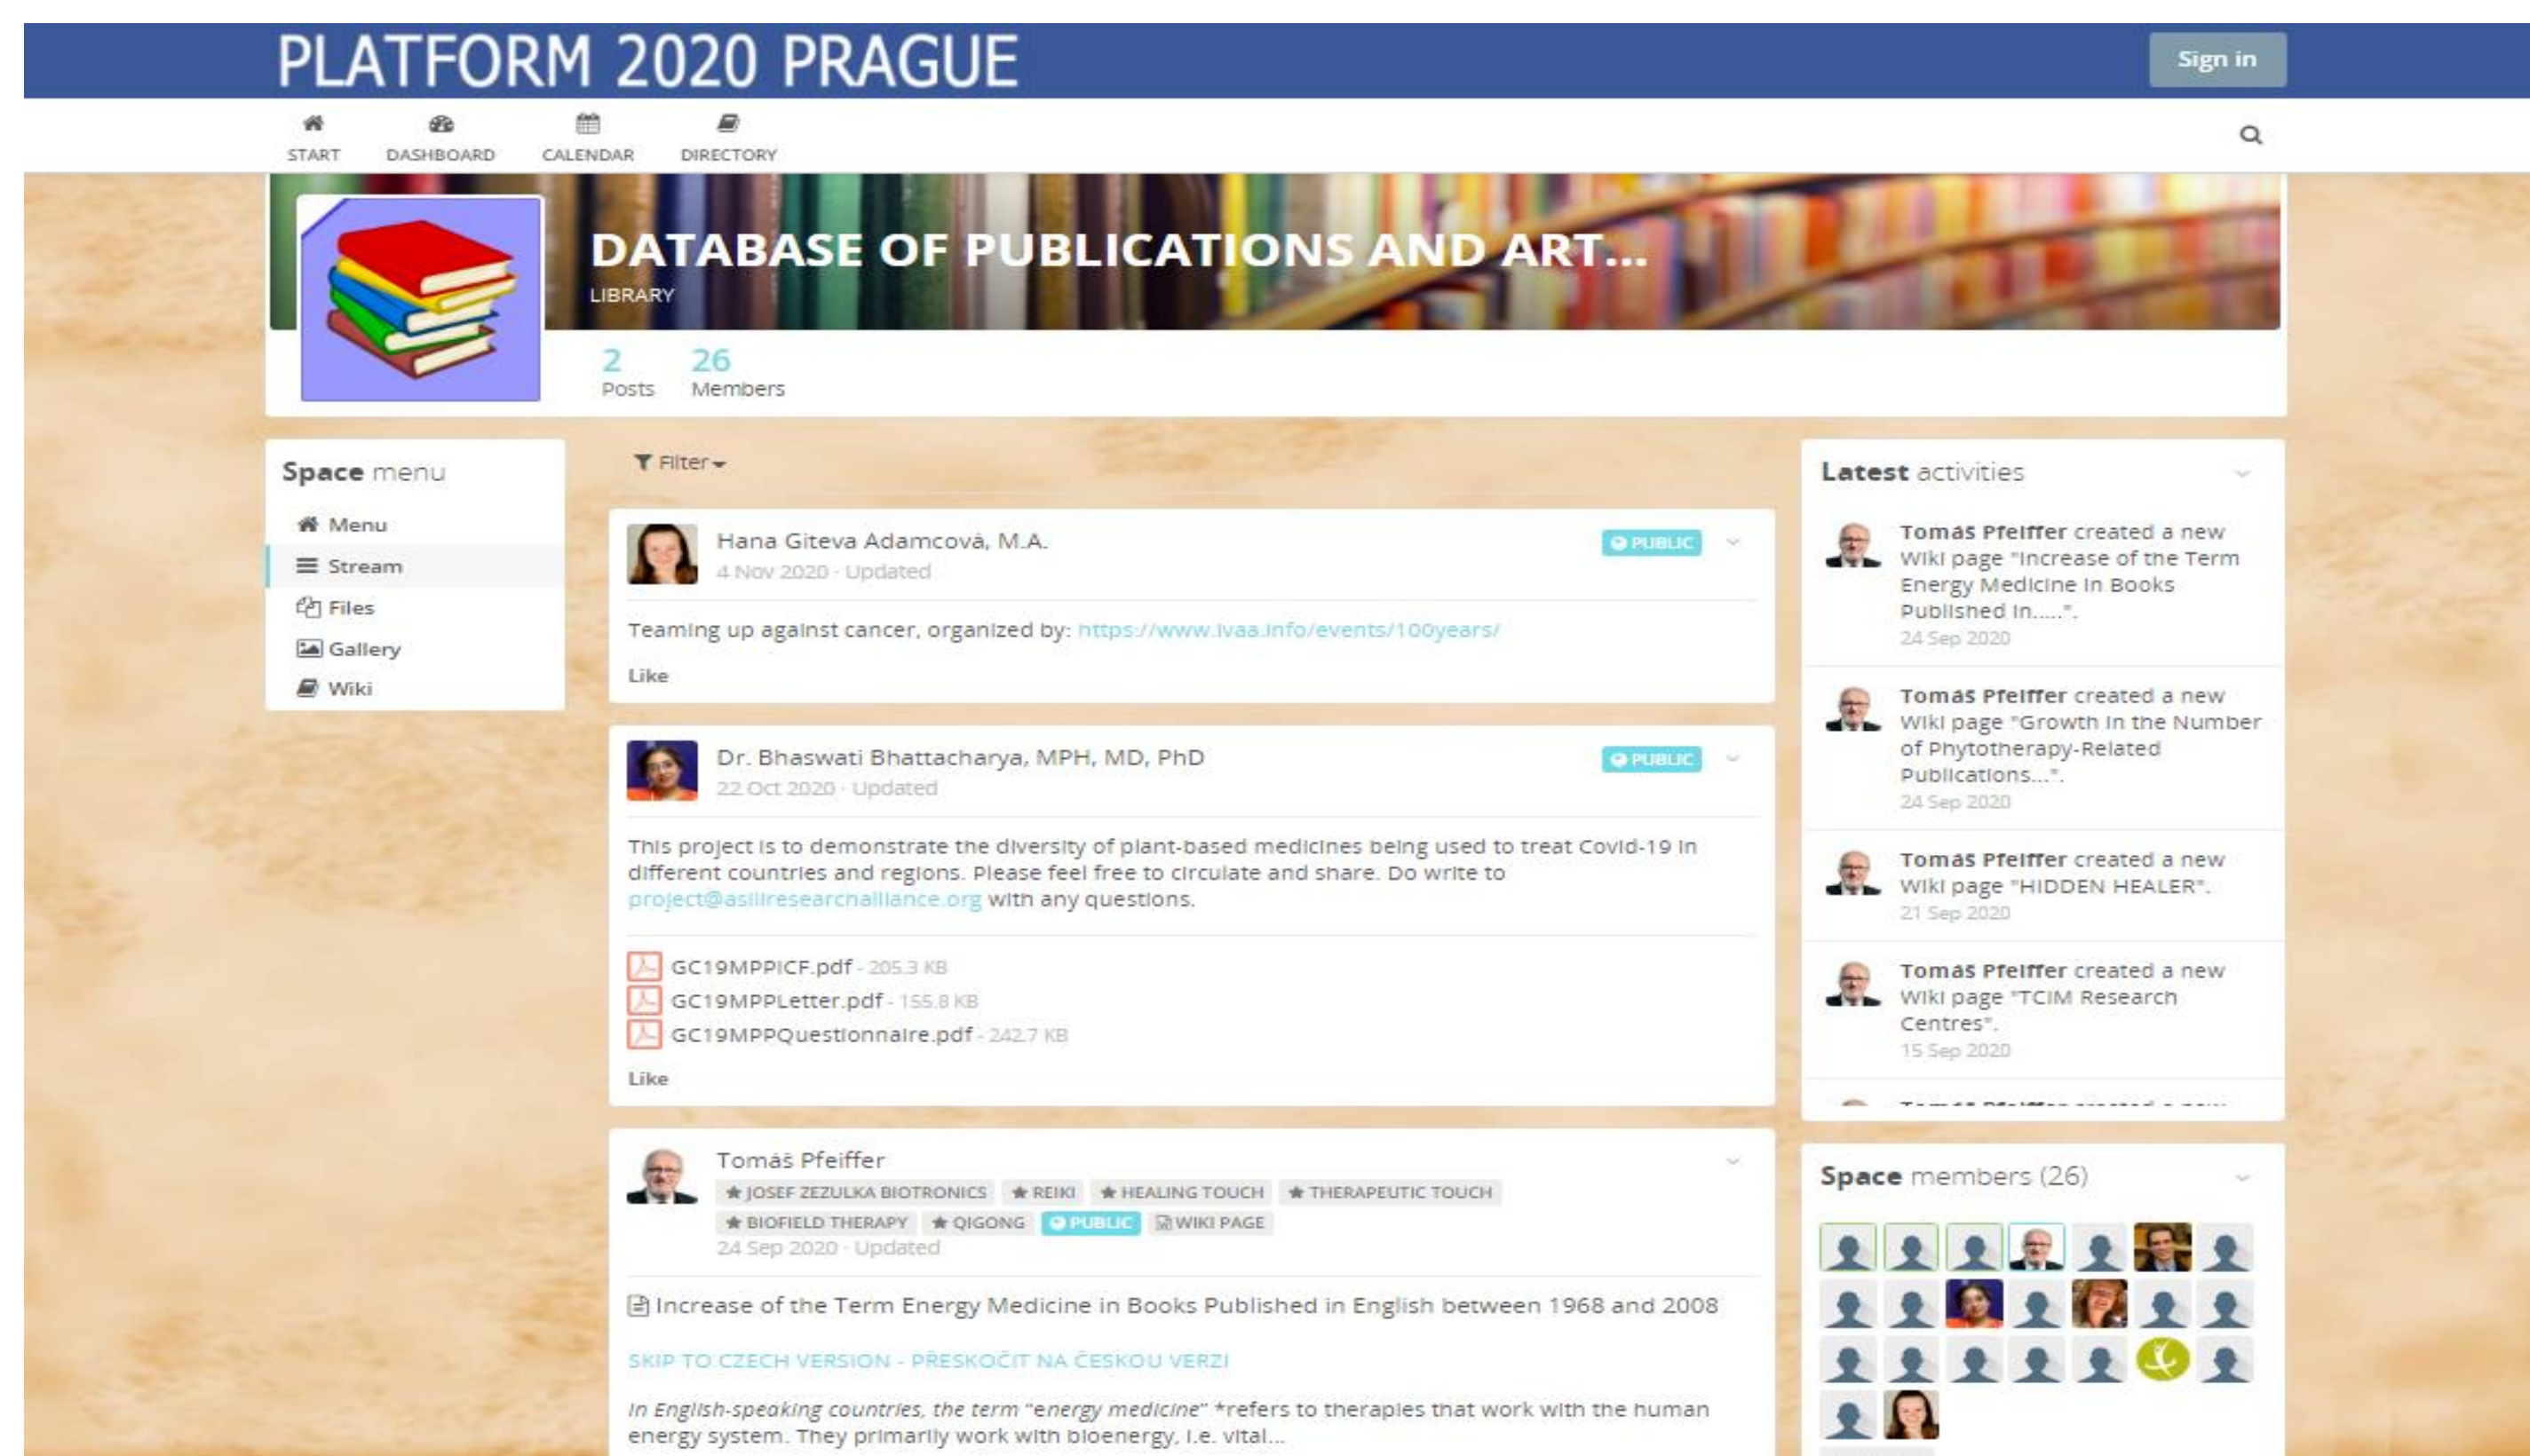 PLATFORM 2020 PRAGUE
Sign in
START
DASHBOARD
CALENDAR
DIRECTORY
DATABASE OF PUBLICATIONS AND ART...
LIBRARY
2
Posts
26
Members
Space menu
Menu
Stream
Files
Gallery
Wiki
Filter
Hana Giteva Adamcová, M.A.
PUBLIC
4 Nov 2020 · Updated
Teaming up against cancer, organized by: https://www.ivaa.info/events/100years/
Like
Dr. Bhaswati Bhattacharya, MPH, MD, PhD
PUBLIC
22 Oct 2020 · Updated
This project is to demonstrate the diversity of plant-based medicines being used to treat Covid-19 in
different countries and regions. Please feel free to circulate and share. Do write to
project@asiliresearchalliance.org with any questions.
GC19MPPICF.pdf - 205.3 KB
GC19MPPLetter.pdf - 155.8 KB
GC19MPPQuestionnaire.pdf - 242.7 KB
Like
Tomáš Pfeiffer
JOSEF ZEZULKA BIOTRONICS
REIKI
HEALING TOUCH
THERAPEUTIC TOUCH
BIOFIELD THERAPY
QIGONG
PUBLIC
WIKI PAGE
24 Sep 2020 · Updated
Increase of the Term Energy Medicine in Books Published in English between 1968 and 2008
SKIP TO CZECH VERSION - PŘESKOČIT NA ČESKOU VERZI
In English-speaking countries, the term "energy medicine" *refers to therapies that work with the human
energy system. They primarily work with bioenergy, i.e. vital...
Latest activities
Tomáš Pfeiffer created a new
Wiki page "Increase of the Term
Energy Medicine in Books
Published in.....".
24 Sep 2020
Tomáš Pfeiffer created a new
Wiki page "Growth in the Number
of Phytotherapy-Related
Publications...".
24 Sep 2020
Tomáš Pfeiffer created a new
Wiki page "HIDDEN HEALER".
21 Sep 2020
Tomáš Pfeiffer created a new
Wiki page "TCIM Research
Centres".
15 Sep 2020
Space members (26)